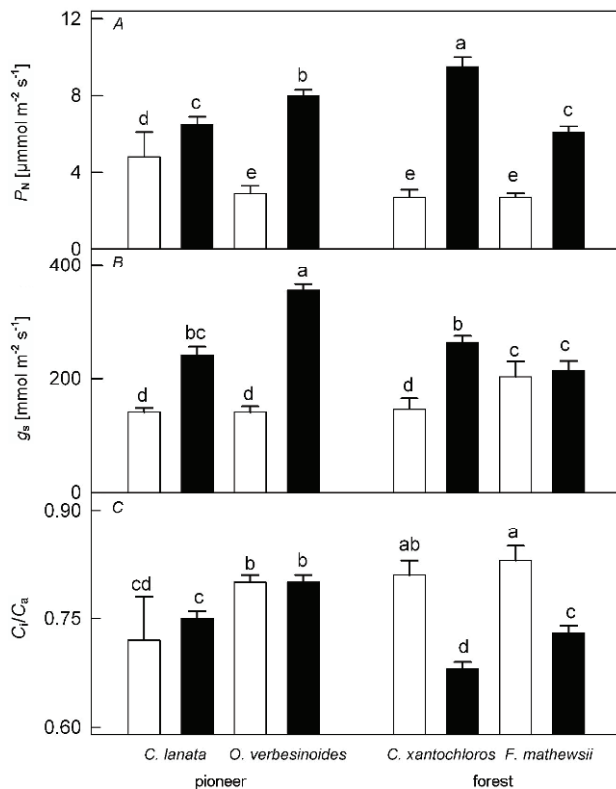 12
A
a
b
8
c
c
d
4
e
e
e
0
P_N [µmmol m⁻² s⁻¹]
400
B
a
bc
b
c
c
200
d
d
d
0
g_s [mmol m⁻² s⁻¹]
0.90
C
ab
a
b
b
cd
c
c
0.75
d
0.60
C_i/C_a
C. lanata O. verbesinoides C. xantochloros F. mathewsii
pioneer forest